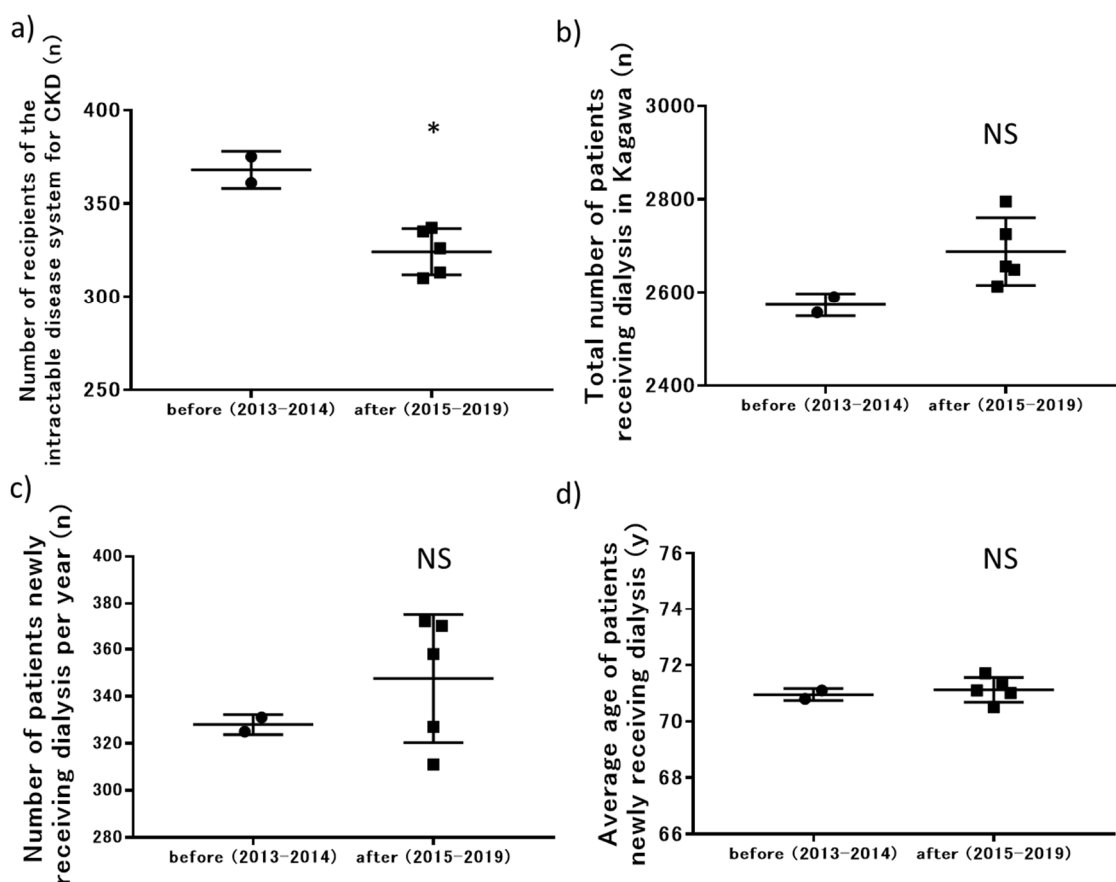 a)
Number of recipients of the
intractable disease system for CKD (n)
400
350
300
250
*
before (2013-2014) after (2015-2019)
b)
Total number of patients
receiving dialysis in Kagawa (n)
3000
2800
2600
2400
NS
before (2013-2014) after (2015-2019)
c)
Number of patients newly
receiving dialysis per year (n)
400
380
360
340
320
300
280
NS
before (2013-2014) after (2015-2019)
d)
Average age of patients
newly receiving dialysis (y)
76
74
72
70
68
66
NS
before (2013-2014) after (2015-2019)